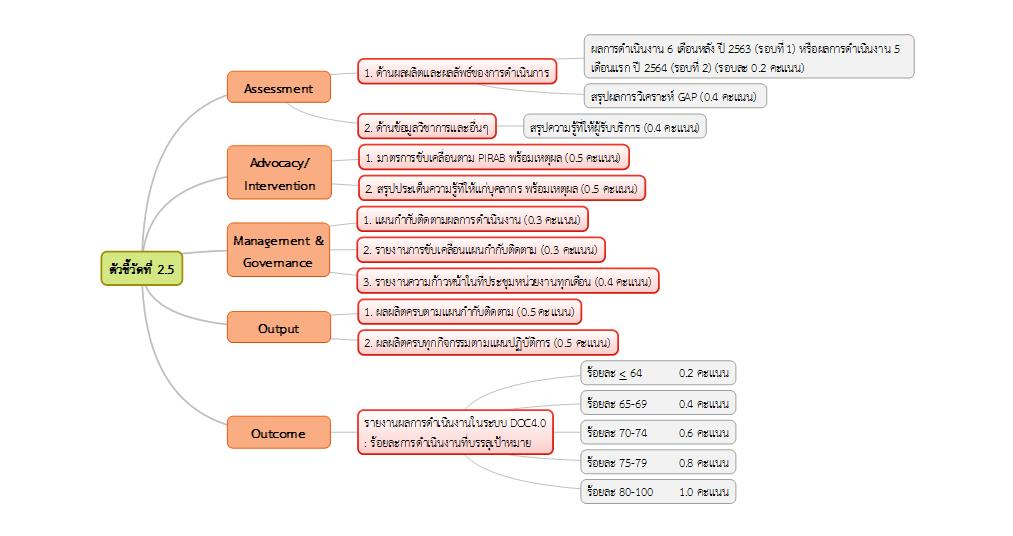 ตัวชี้วัดที่ 2.5
Assessment
1. ด้านผลผลิตและผลลัพธ์ของการดำเนินการ
ผลการดำเนินงาน 6 เดือนหลัง ปี 2563 (รอบที่ 1) หรือผลการดำเนินงาน 5
เดือนแรก ปี 2564 (รอบที่ 2) (รอบละ 0.2 คะแนน)
สรุปผลการวิเคราะห์ GAP (0.4 คะแนน)
2. ด้านข้อมูลวิชาการและอื่นๆ
สรุปความรู้ที่ให้ผู้รับบริการ (0.4 คะแนน)
Advocacy/
Intervention
1. มาตรการขับเคลื่อนตาม PIRAB พร้อมเหตุผล (0.5 คะแนน)
2. สรุปประเด็นความรู้ที่ให้แก่บุคลากร พร้อมเหตุผล (0.5 คะแนน)
Management &
Governance
1. แผนกำกับติดตามผลการดำเนินงาน (0.3 คะแนน)
2. รายงานการขับเคลื่อนแผนกำกับติดตาม (0.3 คะแนน)
3. รายงานความก้าวหน้าในที่ประชุมหน่วยงานทุกเดือน (0.4 คะแนน)
Output
1. ผลผลิตครบตามแผนกำกับติดตาม (0.5 คะแนน)
2. ผลผลิตครบทุกกิจกรรมตามแผนปฏิบัติการ (0.5 คะแนน)
Outcome
รายงานผลการดำเนินงานในระบบ DOC4.0
: ร้อยละการดำเนินงานที่บรรลุเป้าหมาย
ร้อยละ < 64 0.2 คะแนน
ร้อยละ 65-69 0.4 คะแนน
ร้อยละ 70-74 0.6 คะแนน
ร้อยละ 75-79 0.8 คะแนน
ร้อยละ 80-100 1.0 คะแนน